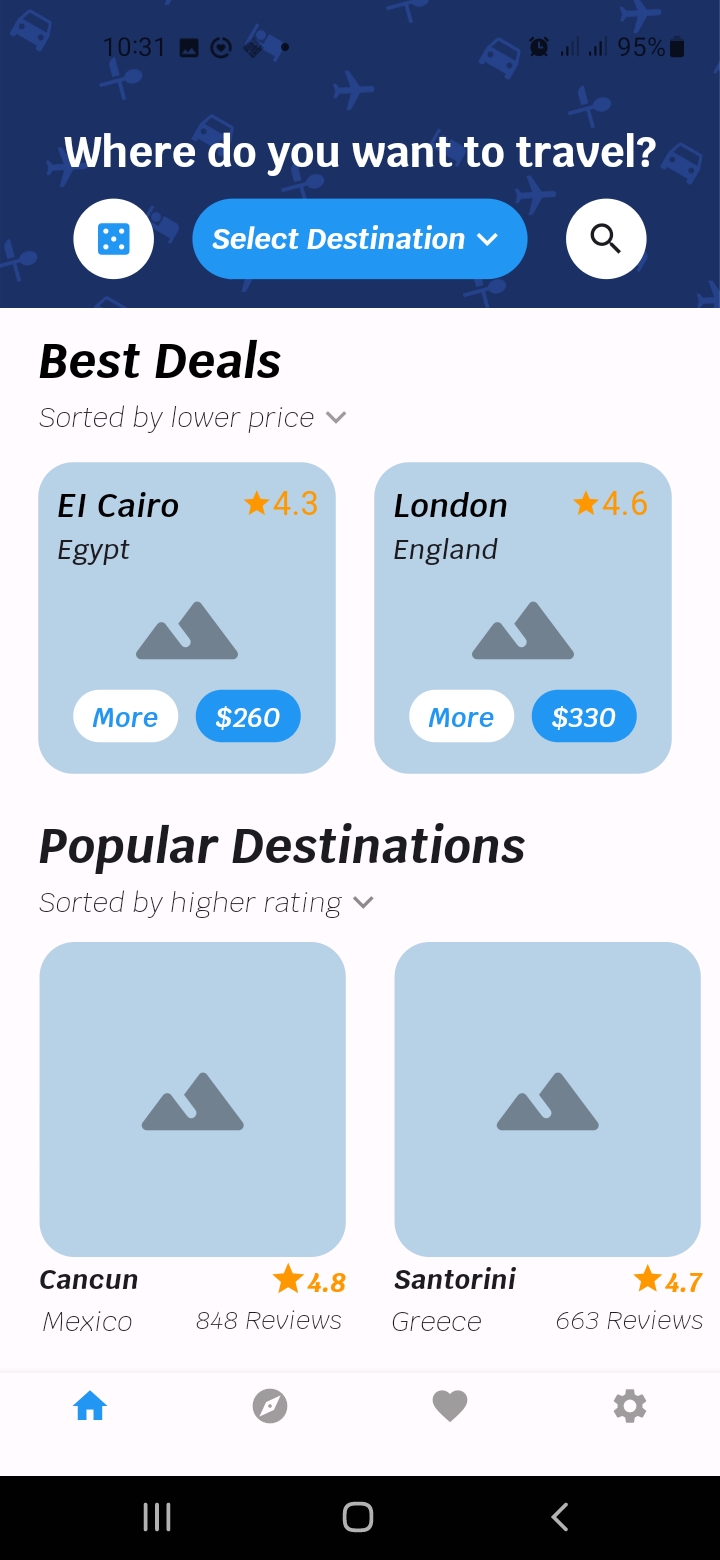 10:31 95%
Where do you want to travel?
Select Destination
Best Deals
Sorted by lower price
EI Cairo 4.3
Egypt
More $260
London 4.6
England
More $330
Popular Destinations
Sorted by higher rating
Cancun 4.8
Mexico 848 Reviews
Santorini 4.7
Greece 663 Reviews